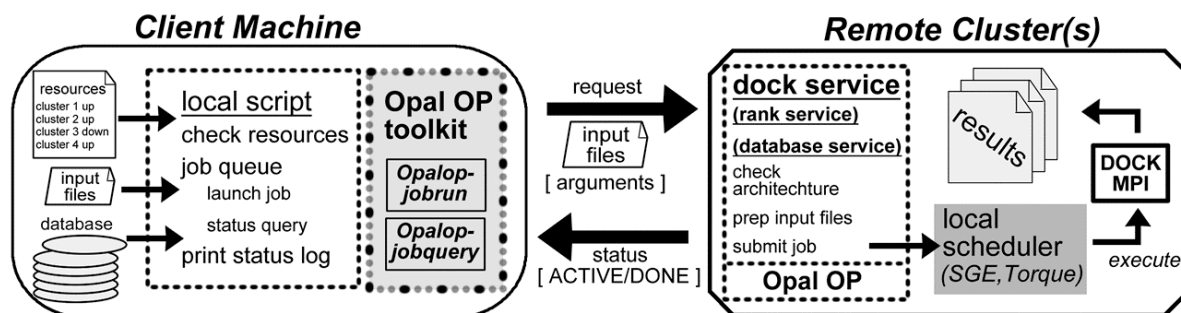 Client Machine
resources
cluster 1 up
cluster 2 up
cluster 3 down
cluster 4 up
input
files
database
local script
check resources
job queue
launch job
status query
print status log
Opal OP
toolkit
Opalop-
jobrun
Opalop-
jobquery
request
input
files
[ arguments ]
status
[ ACTIVE/DONE ]
Remote Cluster(s)
dock service
(rank service)
(database service)
check
architechture
prep input files
submit job
Opal OP
results
DOCK
MPI
local
scheduler
(SGE,Torque)
execute